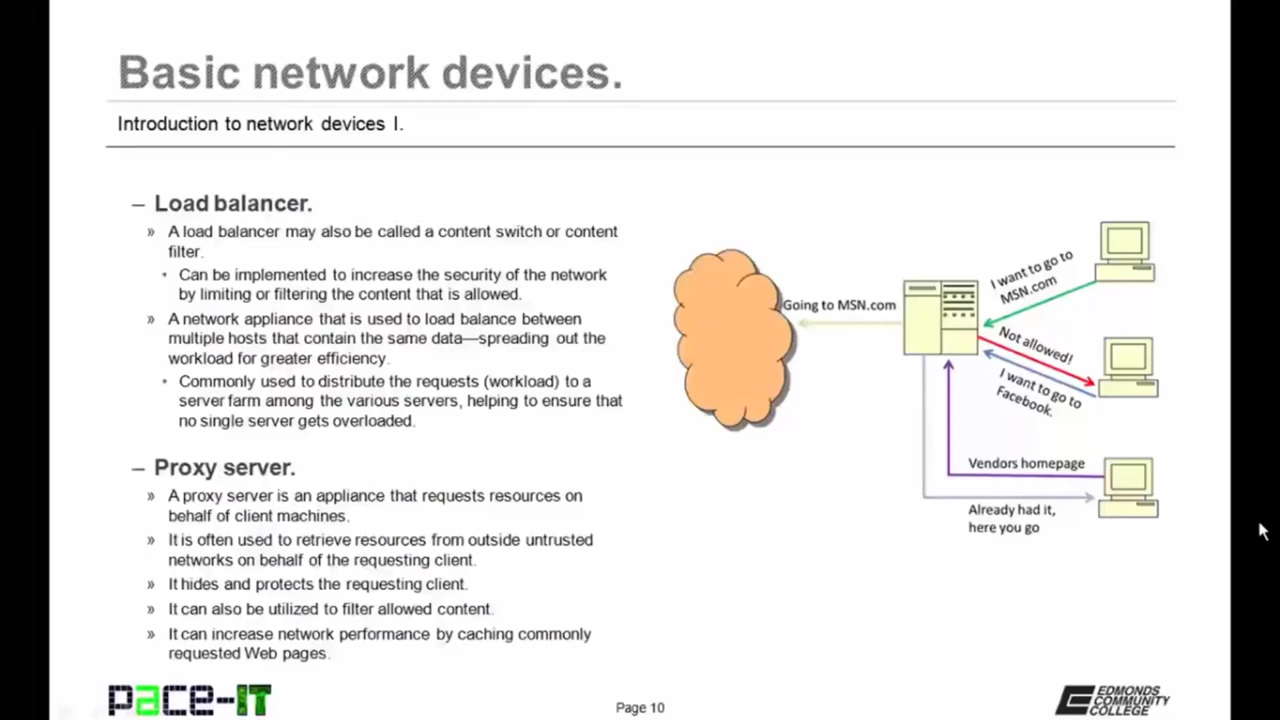 Basic network devices.
Introduction to network devices I.
– Load balancer.
» A load balancer may also be called a content switch or content
filter.
• Can be implemented to increase the security of the network
by limiting or filtering the content that is allowed.
» A network appliance that is used to load balance between
multiple hosts that contain the same data—spreading out the
workload for greater efficiency.
• Commonly used to distribute the requests (workload) to a
server farm among the various servers, helping to ensure that
no single server gets overloaded.
– Proxy server.
» A proxy server is an appliance that requests resources on
behalf of client machines.
» It is often used to retrieve resources from outside untrusted
networks on behalf of the requesting client.
» It hides and protects the requesting client.
» It can also be utilized to filter allowed content.
» It can increase network performance by caching commonly
requested Web pages.
Going to MSN.com
I want to go to
MSN.com
Not allowed!
I want to go to
Facebook.
Vendors homepage
Already had it,
here you go
pace-IT
Page 10
EDMONDS
COMMUNITY
COLLEGE